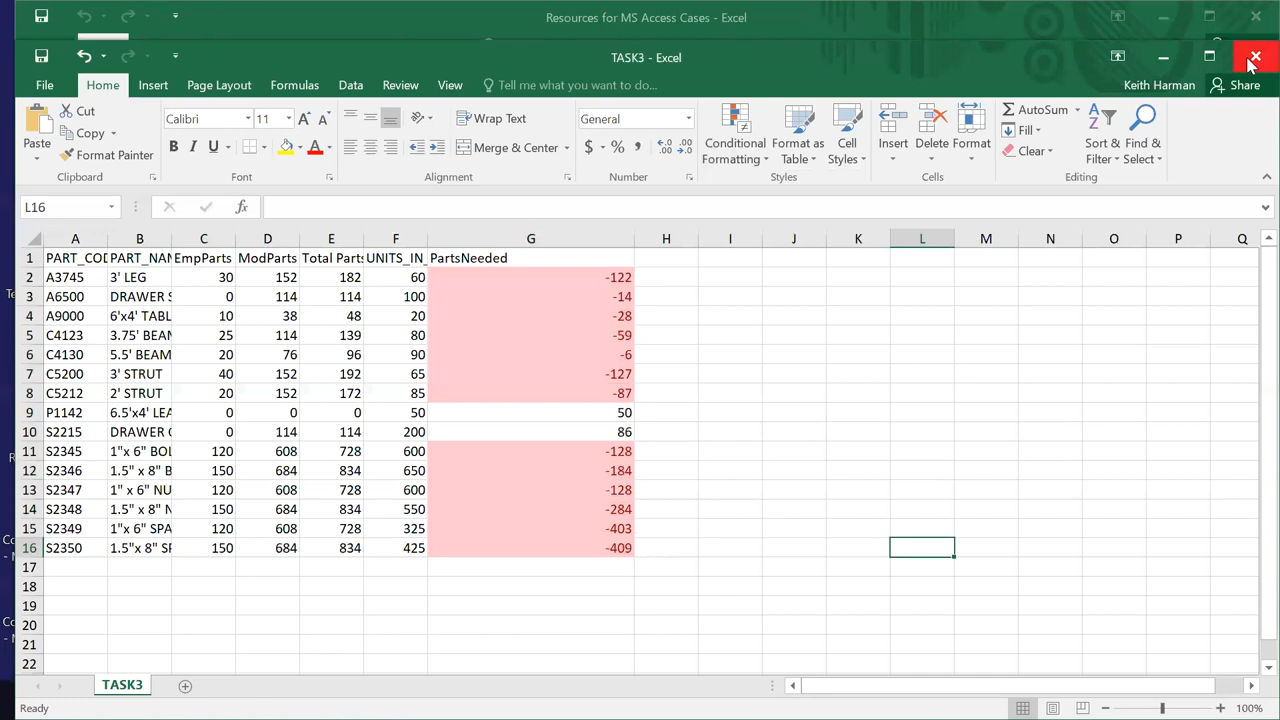 Resources for MS Access Cases - Excel
TASK3 - Excel
File Home Insert Page Layout Formulas Data Review View Tell me what you want to do... Keith Harman Share
Paste Cut Copy Format Painter Clipboard
Calibri 11 A A B I U A Font
Wrap Text Merge & Center Alignment
General $ % , Number
Conditional Formatting Format as Table Cell Styles Styles
Insert Delete Format Cells
AutoSum Fill Clear Sort & Filter Find & Select Editing
L16 fx
A B C D E F G H I J K L M N O P Q
1 PART_COD PART_NAN EmpParts ModParts Total Parts UNITS_IN_ PartsNeeded
2 A3745 3' LEG 30 152 182 60 -122
3 A6500 DRAWER S 0 114 114 100 -14
4 A9000 6'x4' TABL 10 38 48 20 -28
5 C4123 3.75' BEAM 25 114 139 80 -59
6 C4130 5.5' BEAM 20 76 96 90 -6
7 C5200 3' STRUT 40 152 192 65 -127
8 C5212 2' STRUT 20 152 172 85 -87
9 P1142 6.5'x4' LEA 0 0 0 50 50
10 S2215 DRAWER G 0 114 114 200 86
11 S2345 1"x 6" BOL 120 608 728 600 -128
12 S2346 1.5" x 8" B 150 684 834 650 -184
13 S2347 1" x 6" NU 120 608 728 600 -128
14 S2348 1.5" x 8" N 150 684 834 550 -284
15 S2349 1"x 6" SPA 120 608 728 325 -403
16 S2350 1.5"x 8" SP 150 684 834 425 -409
17
18
19
20
21
22
TASK3
Ready 100%